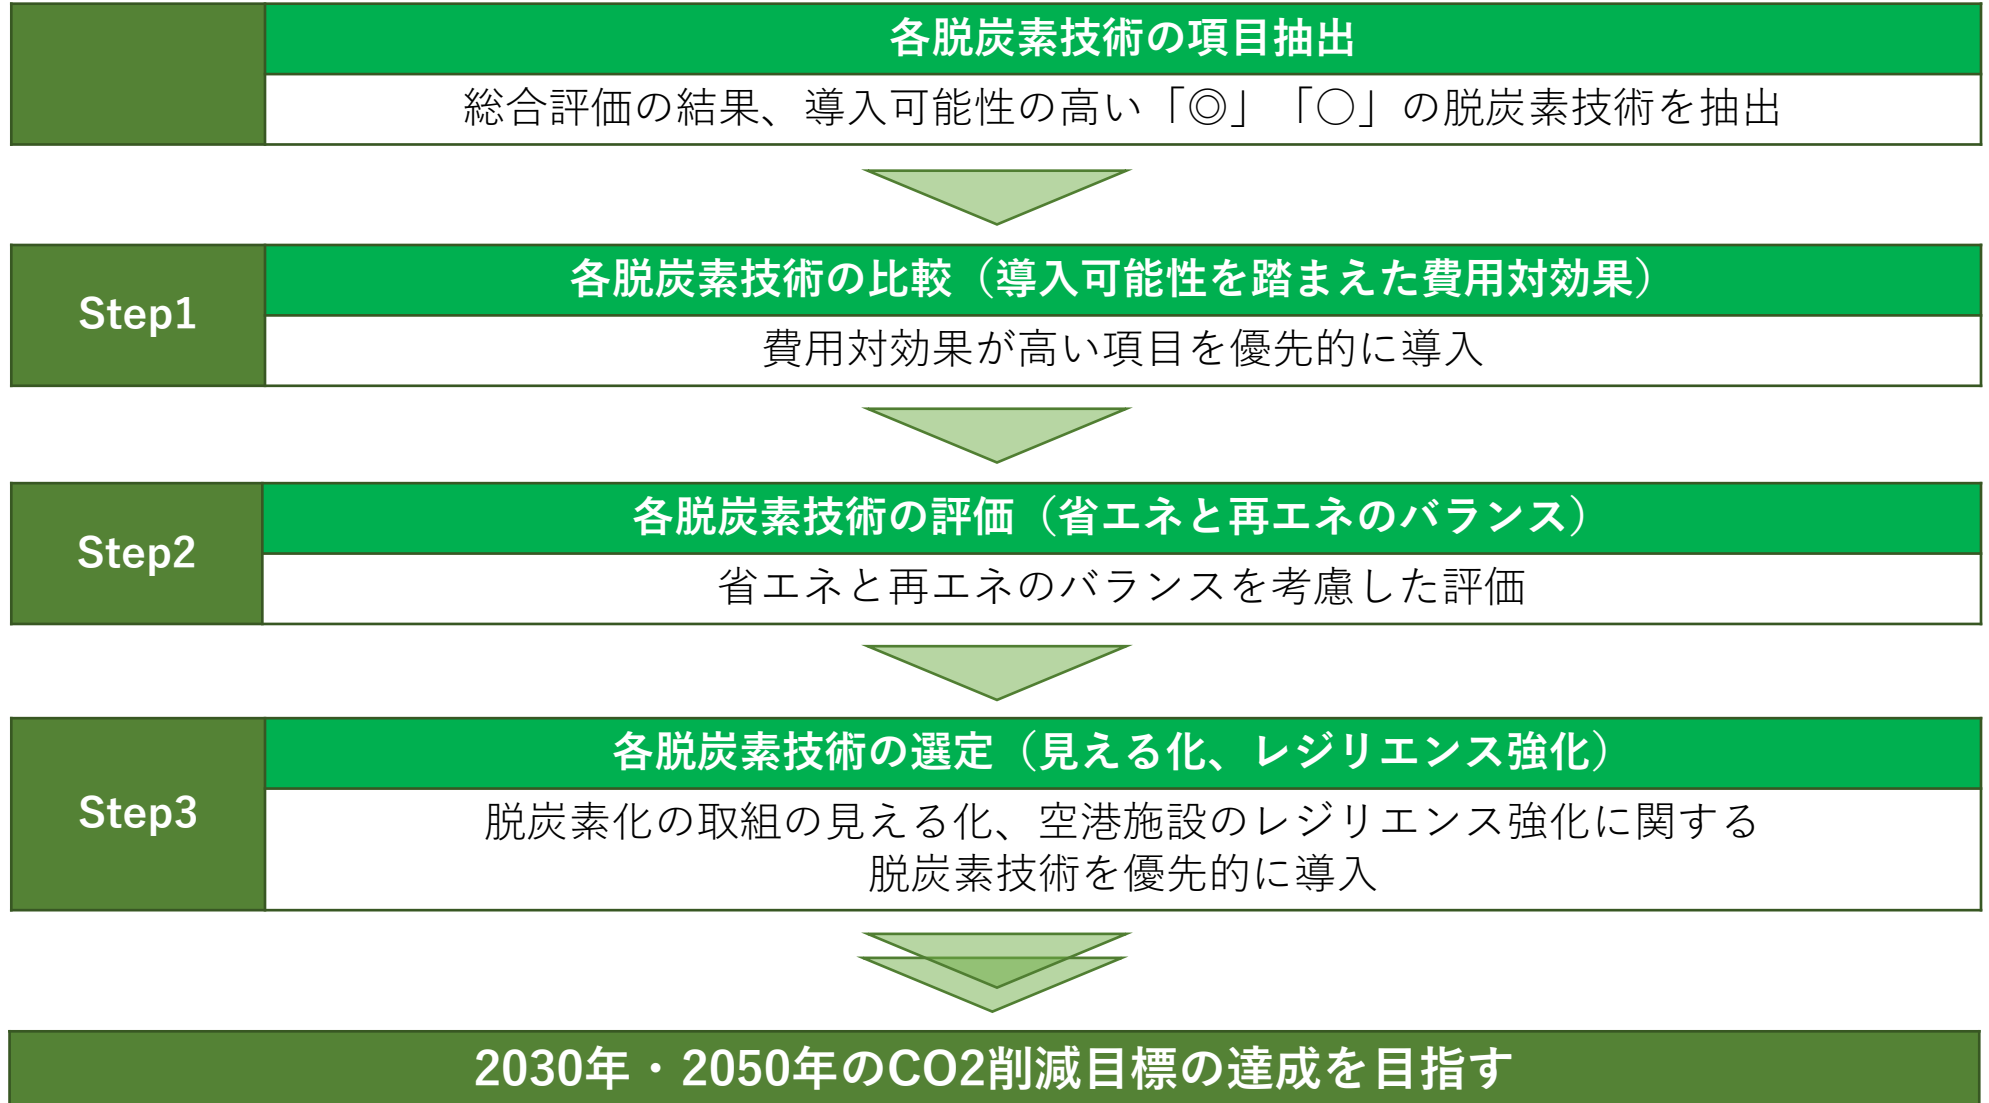 各脱炭素技術の項目抽出
総合評価の結果、導入可能性の高い「◎」「○」の脱炭素技術を抽出
Step1
各脱炭素技術の比較（導入可能性を踏まえた費用対効果）
費用対効果が高い項目を優先的に導入
Step2
各脱炭素技術の評価（省エネと再エネのバランス）
省エネと再エネのバランスを考慮した評価
Step3
各脱炭素技術の選定（見える化、レジリエンス強化）
脱炭素化の取組の見える化、空港施設のレジリエンス強化に関する
脱炭素技術を優先的に導入
2030年・2050年のCO2削減目標の達成を目指す